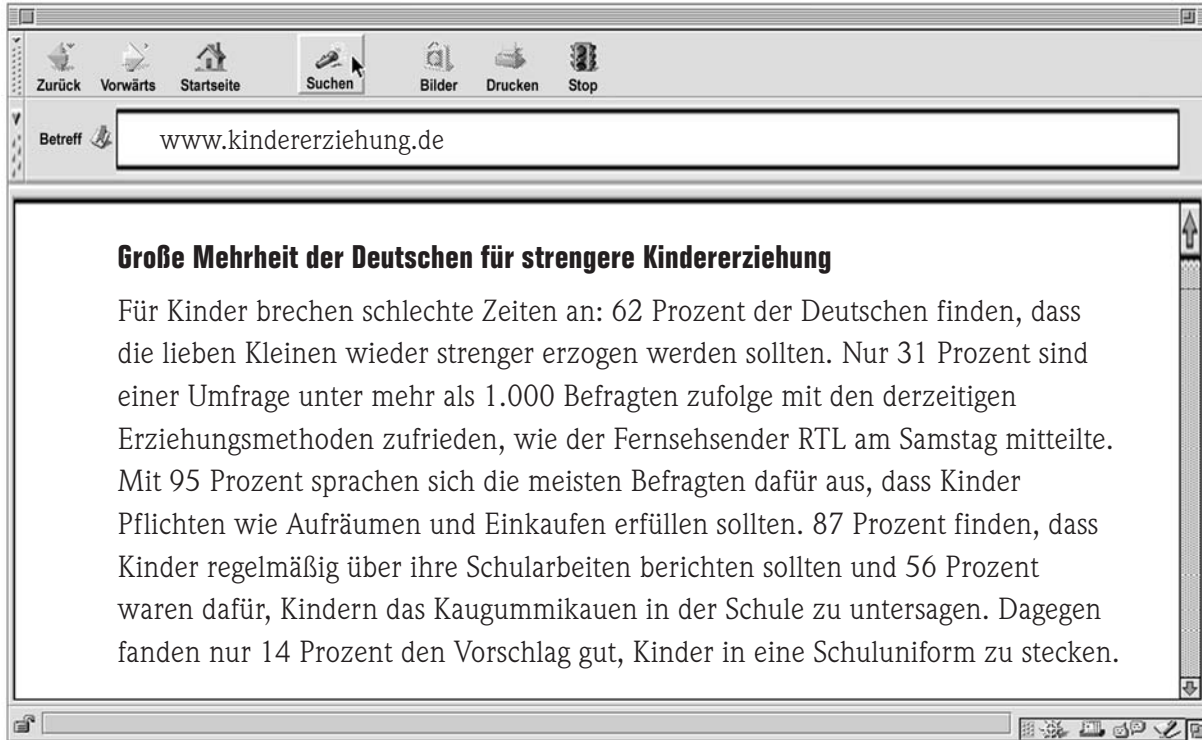 Zurück Vorwärts Startseite Suchen Bilder Drucken Stop
Betreff www.kindererziehung.de
Große Mehrheit der Deutschen für strengere Kindererziehung
Für Kinder brechen schlechte Zeiten an: 62 Prozent der Deutschen finden, dass
die lieben Kleinen wieder strenger erzogen werden sollten. Nur 31 Prozent sind
einer Umfrage unter mehr als 1.000 Befragten zufolge mit den derzeitigen
Erziehungsmethoden zufrieden, wie der Fernsehsender RTL am Samstag mitteilte.
Mit 95 Prozent sprachen sich die meisten Befragten dafür aus, dass Kinder
Pflichten wie Aufräumen und Einkaufen erfüllen sollten. 87 Prozent finden, dass
Kinder regelmäßig über ihre Schularbeiten berichten sollten und 56 Prozent
waren dafür, Kindern das Kaugummikauen in der Schule zu untersagen. Dagegen
fanden nur 14 Prozent den Vorschlag gut, Kinder in eine Schuluniform zu stecken.